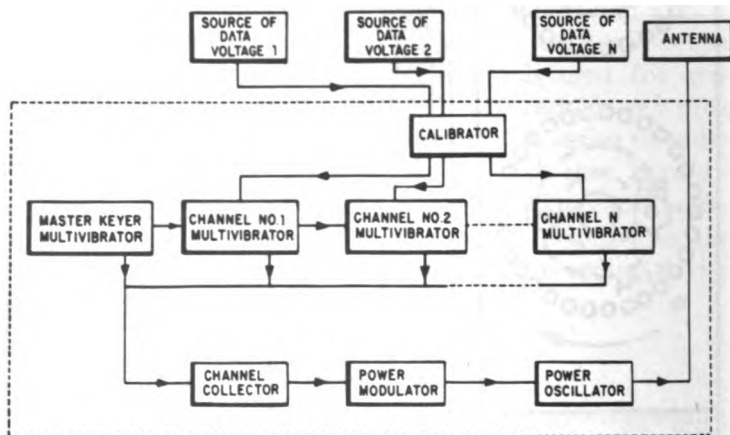 SOURCE OF
DATA
VOLTAGE 1
SOURCE OF
DATA
VOLTAGE 2
SOURCE OF
DATA
VOLTAGE N
ANTENNA
CALIBRATOR
MASTER KEYER
MULTIVIBRATOR
CHANNEL NO.1
MULTIVIBRATOR
CHANNEL NO.2
MULTIVIBRATOR
CHANNEL N
MULTIVIBRATOR
CHANNEL
COLLECTOR
POWER
MODULATOR
POWER
OSCILLATOR